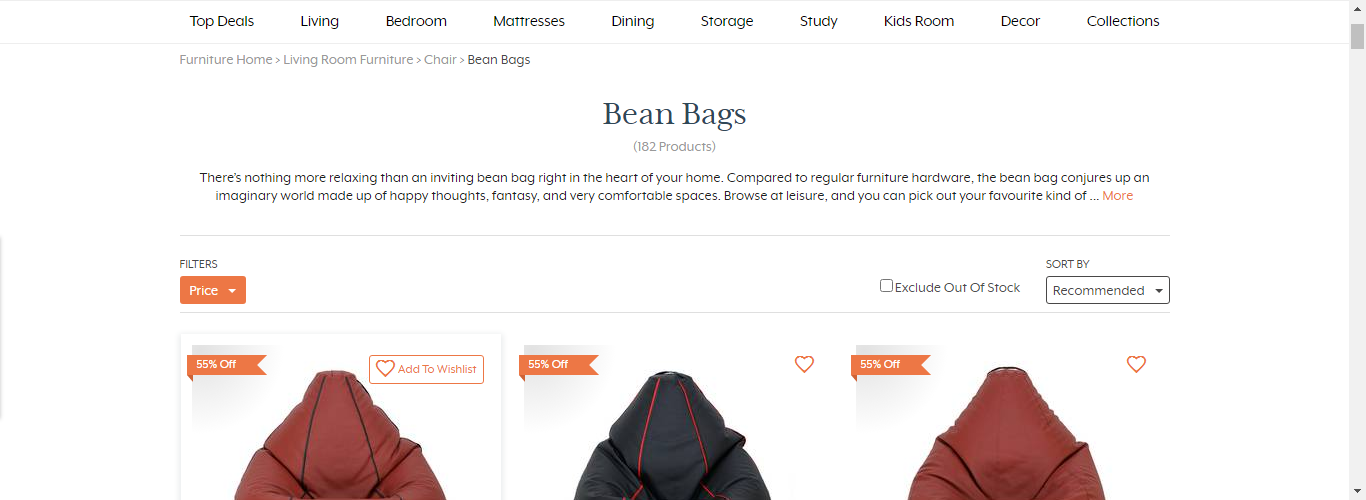 Top Deals Living Bedroom Mattresses Dining Storage Study Kids Room Decor Collections
Furniture Home > Living Room Furniture > Chair > Bean Bags
Bean Bags
(182 Products)
There's nothing more relaxing than an inviting bean bag right in the heart of your home. Compared to regular furniture hardware, the bean bag conjures up an
imaginary world made up of happy thoughts, fantasy, and very comfortable spaces. Browse at leisure, and you can pick out your favourite kind of ... More
FILTERS
Price
Exclude Out Of Stock
SORT BY
Recommended
55% Off
Add To Wishlist
55% Off
55% Off